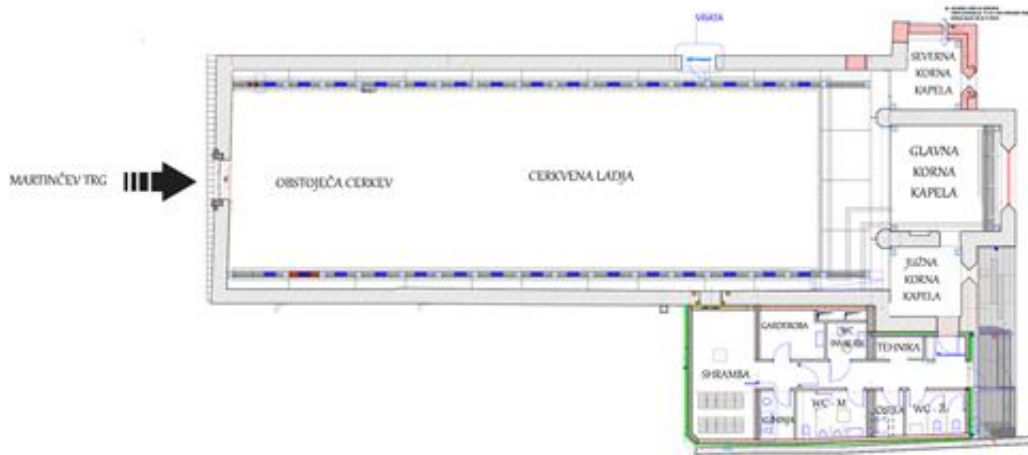 VRATA
SEVERNA
KORNA
KAPELA
MARTINČEV TRG
OBSTOJEČA CERKEV
CERKVENA LADJA
GLAVNA
KORNA
KAPELA
JUŽNA
KORNA
KAPELA
GARDEROBA
WC
TEHNIKA
SHRAMBA
KUHINJA
WC - M
WC - Ž